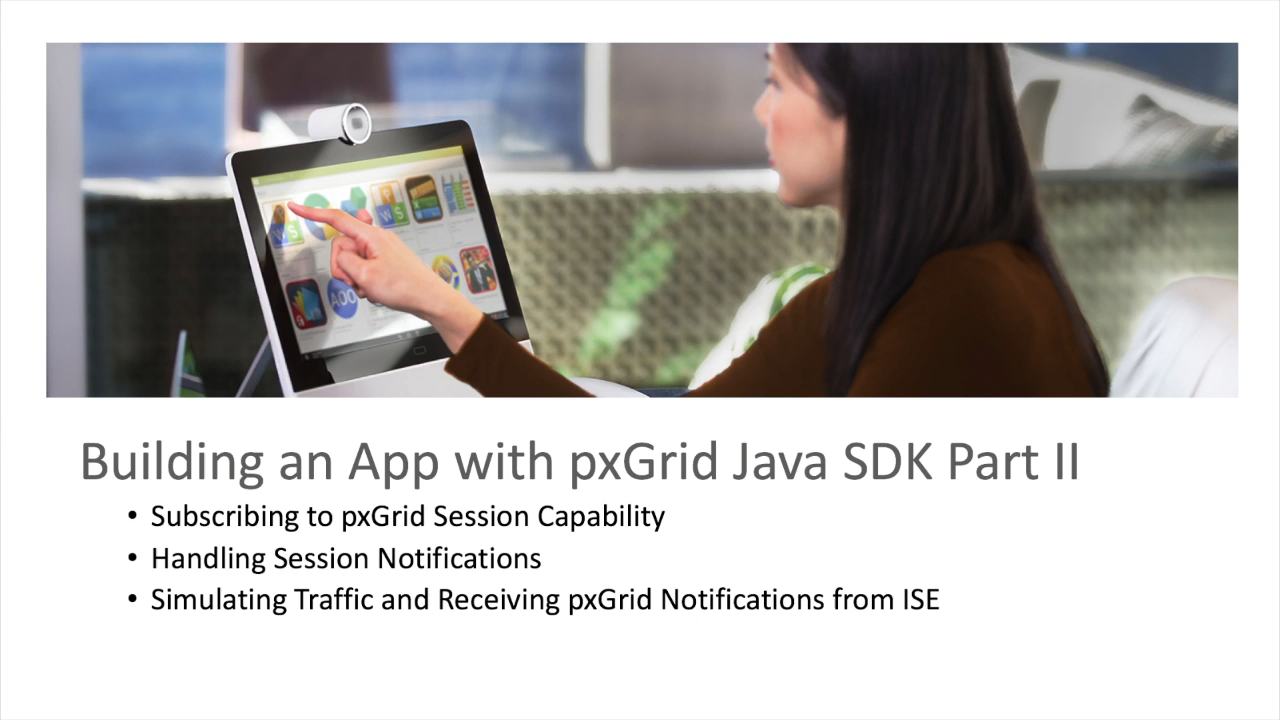 Building an App with pxGrid Java SDK Part II
• Subscribing to pxGrid Session Capability
• Handling Session Notifications
• Simulating Traffic and Receiving pxGrid Notifications from ISE